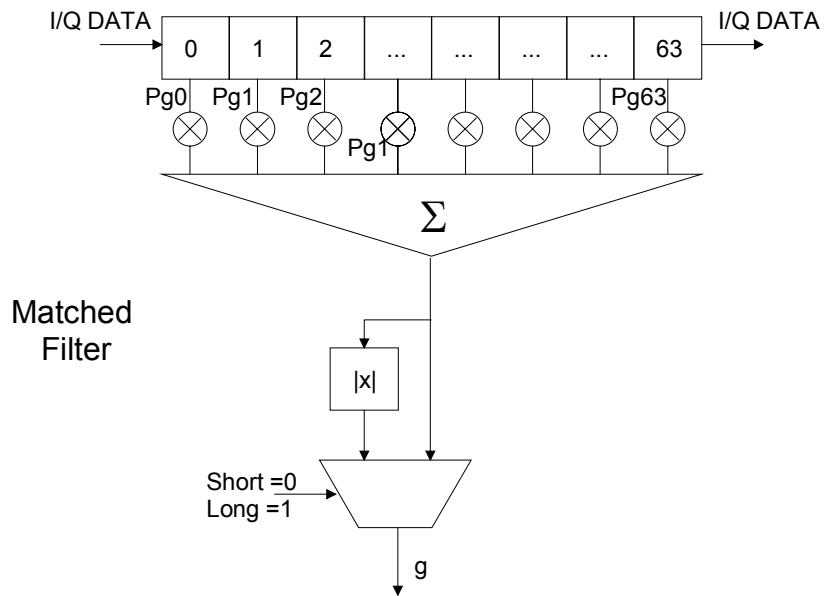 I/Q DATA
I/Q DATA
0 1 2 ... ... ... ... 63
Pg0 Pg1 Pg2 Pg63
Pg1
Σ
Matched
Filter
|x|
Short =0
Long =1
g